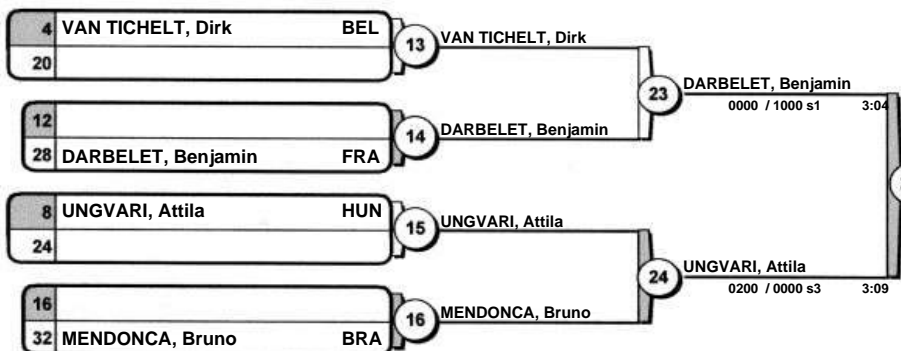 4 VAN TICHELT, Dirk BEL
20
13
VAN TICHELT, Dirk
12
28 DARBELET, Benjamin FRA
14
DARBELET, Benjamin
23
DARBELET, Benjamin
0000 / 1000 s1 3:04
8 UNGVARI, Attila HUN
24
15
UNGVARI, Attila
16
32 MENDONCA, Bruno BRA
16
MENDONCA, Bruno
24
UNGVARI, Attila
0200 / 0000 s3 3:09